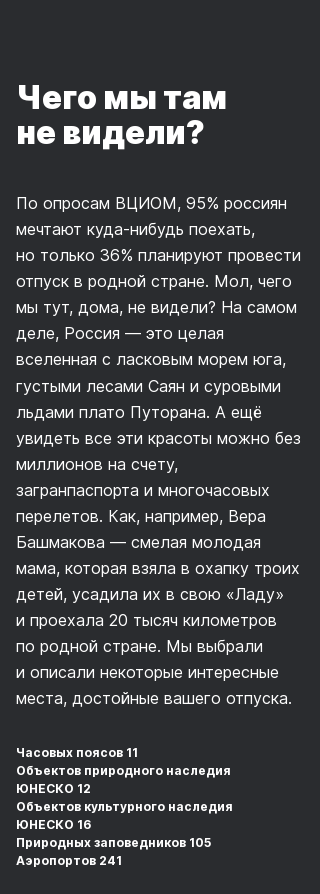 Чего мы там
не видели?
По опросам ВЦИОМ, 95% россиян
мечтают куда-нибудь поехать,
но только 36% планируют провести
отпуск в родной стране. Мол, чего
мы тут, дома, не видели? На самом
деле, Россия — это целая
вселенная с ласковым морем юга,
густыми лесами Саян и суровыми
льдами плато Путорана. А ещё
увидеть все эти красоты можно без
миллионов на счету,
загранпаспорта и многочасовых
перелетов. Как, например, Вера
Башмакова — смелая молодая
мама, которая взяла в охапку троих
детей, усадила их в свою «Ладу»
и проехала 20 тысяч километров
по родной стране. Мы выбрали
и описали некоторые интересные
места, достойные вашего отпуска.
Часовых поясов 11
Объектов природного наследия
ЮНЕСКО 12
Объектов культурного наследия
ЮНЕСКО 16
Природных заповедников 105
Аэропортов 241